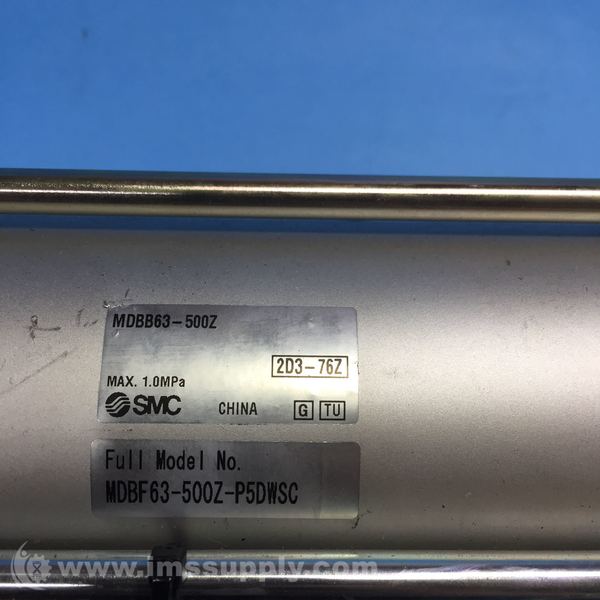 MDBB63-500Z
2D3-76Z
MAX. 1.0MPa
SMC CHINA G TU
Full Model No.
MDBF63-500Z-P5DWSC
www.imssupply.com